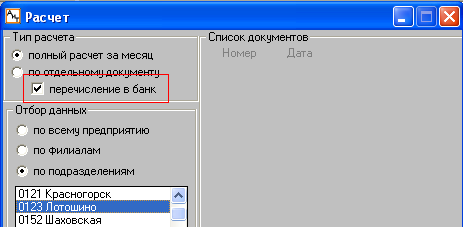 Расчет
Тип расчета
полный расчет за месяц
по отдельному документу
перечисление в банк
Отбор данных
по всему предприятию
по филиалам
по подразделениям
0121 Красногорск
0123 Лотошино
0152 Шаховская
Список документов
Номер Дата